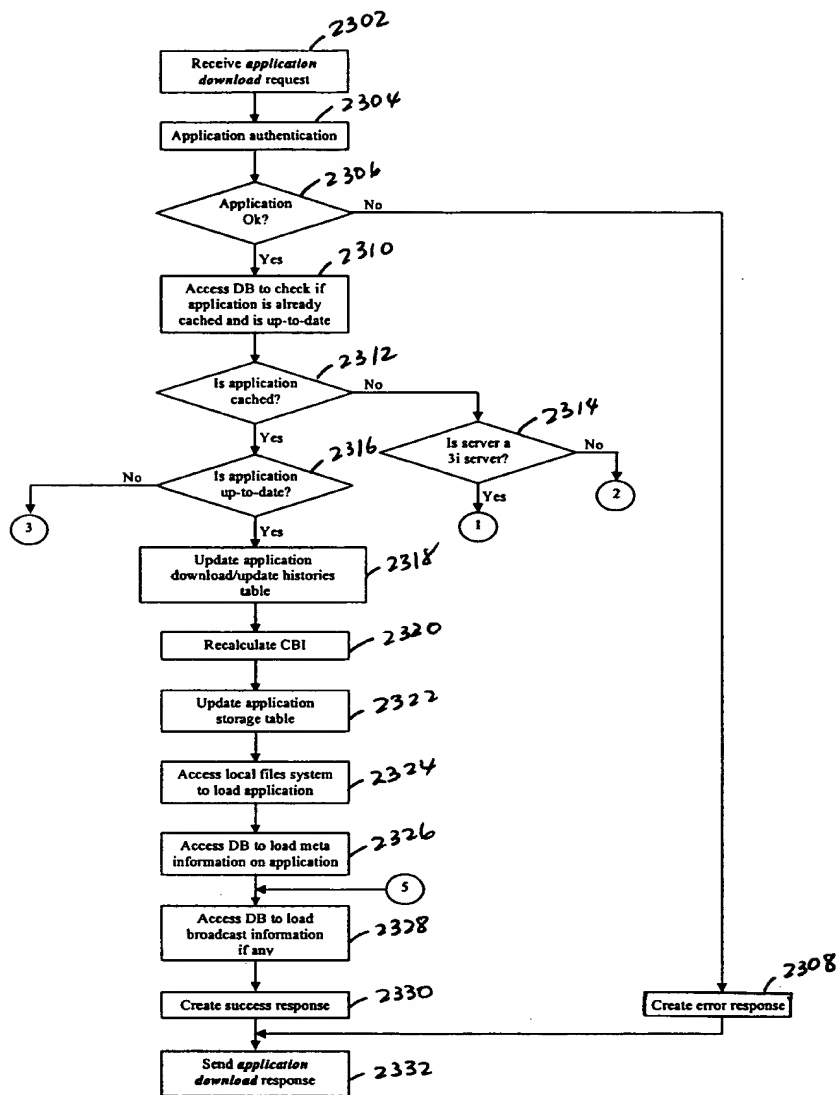 2302
Receive application
download request
2304
Application authentication
2306
Application
Ok?
No
Yes
2310
Access DB to check if
application is already
cached and is up-to-date
2312
Is application
cached?
No
2314
Yes
Is server a
3i server?
No
2316
Is application
up-to-date?
No
Yes
2
3
1
Yes
Update application
download/update histories
table
2318
Recalculate CBI
2320
Update application
storage table
2322
Access local files system
to load application
2324
Access DB to load meta
information on application
2326
5
Access DB to load
broadcast information
if any
2328
2308
Create success response
2330
Create error response
Send application
download response
2332